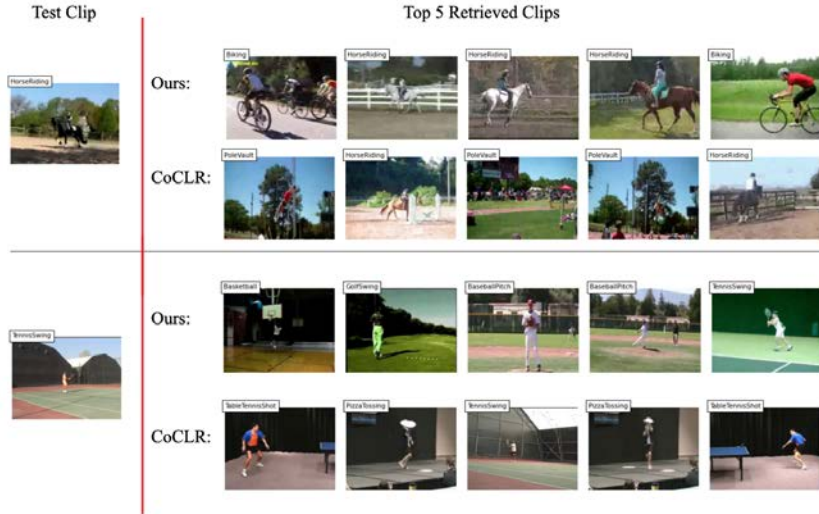 Test Clip
Top 5 Retrieved Clips
HorseRiding
Ours:
Biking
HorseRiding
HorseRiding
HorseRiding
Biking
CoCLR:
PoleVault
HorseRiding
PoleVault
PoleVault
HorseRiding
TennisSwing
Ours:
Basketball
GolfSwing
BaseballPitch
BaseballPitch
TennisSwing
CoCLR:
TableTennisShot
PizzaTossing
TennisSwing
PizzaTossing
TableTennisShot